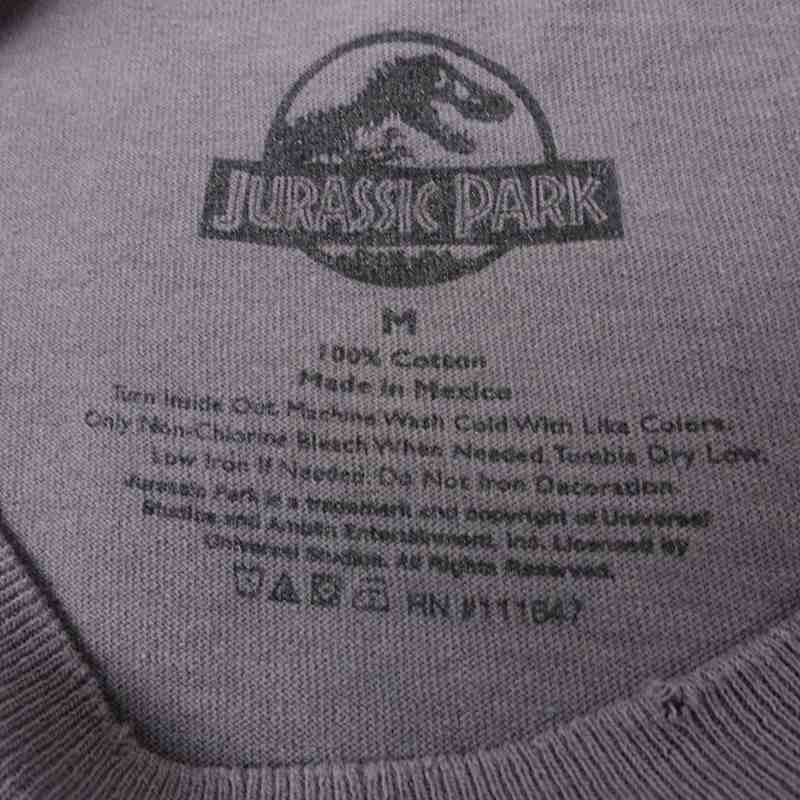 JURASSIC PARK
M
100% Cotton
Made in Mexico
Turn Inside Out. Machine Wash Cold With Like Colors.
Only Non-Chlorine Bleach When Needed. Tumble Dry Low.
Low Iron If Needed. Do Not Iron Decoration.
Jurassic Park is a trademark and copyright of Universal
Studios and Amblin Entertainment, Inc. Licensed by
Universal Studios. All Rights Reserved.
RN #111647